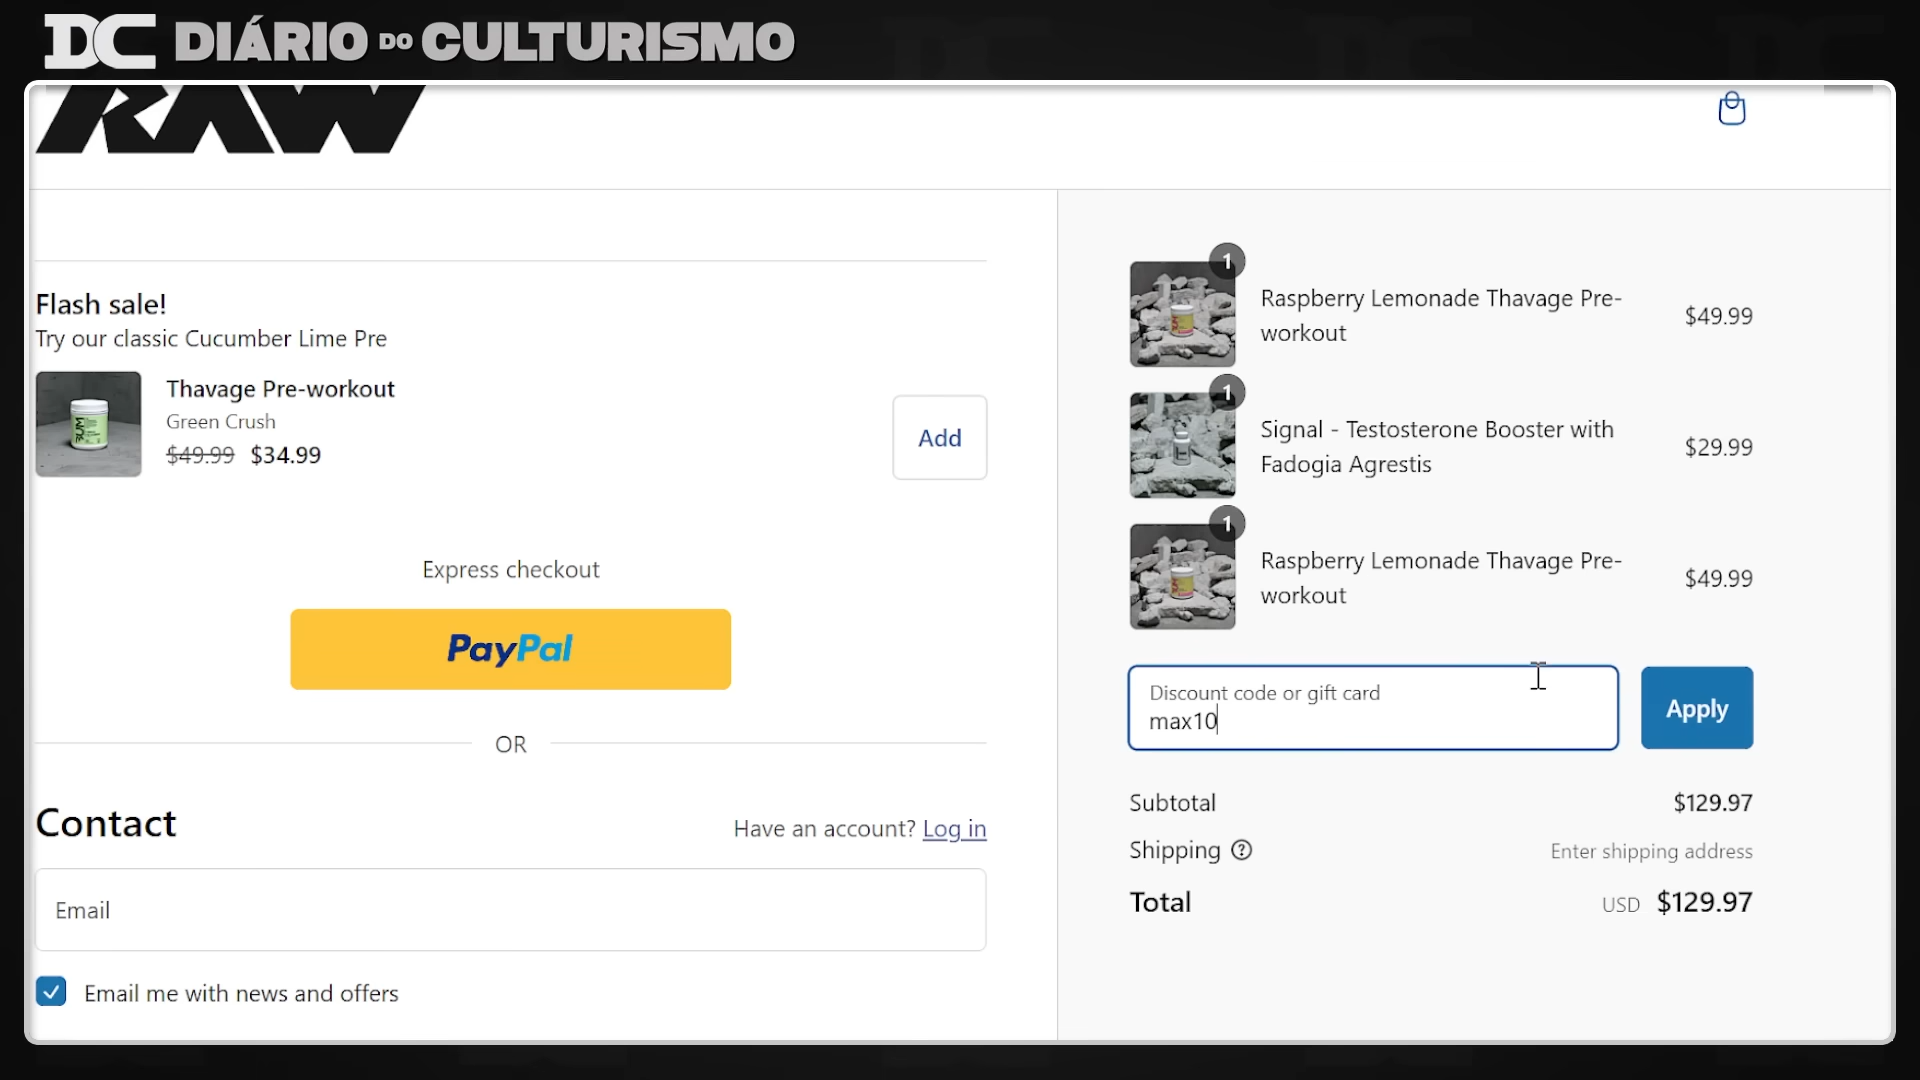 DC DIÁRIO DO CULTURISMO
RAW
Flash sale!
Try our classic Cucumber Lime Pre
Thavage Pre-workout
Green Crush
$49.99 $34.99
Add
Express checkout
PayPal
OR
Contact
Have an account? Log in
Email
Email me with news and offers
1
Raspberry Lemonade Thavage Pre-
workout
$49.99
1
Signal - Testosterone Booster with
Fadogia Agrestis
$29.99
1
Raspberry Lemonade Thavage Pre-
workout
$49.99
Discount code or gift card
max10
Apply
Subtotal $129.97
Shipping ? Enter shipping address
Total USD $129.97